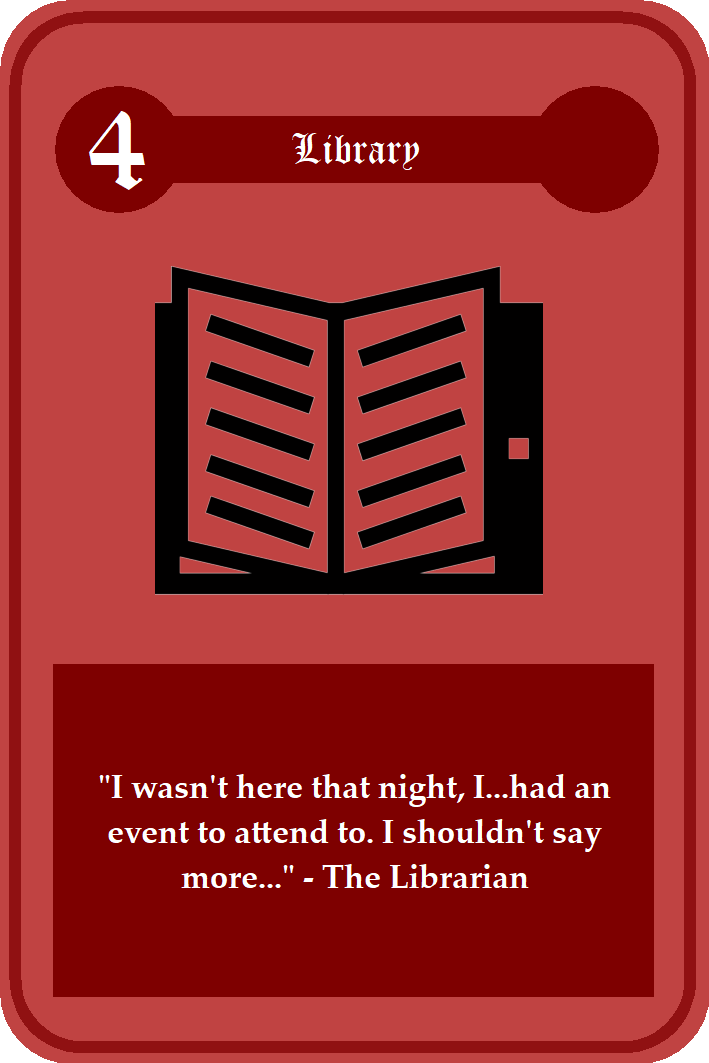 4
Library
"I wasn't here that night, I...had an
event to attend to. I shouldn't say
more..." - The Librarian